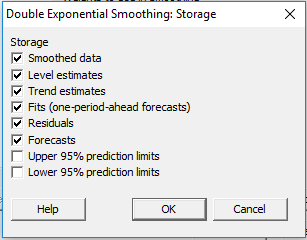 Double Exponential Smoothing: Storage
Storage
Smoothed data
Level estimates
Trend estimates
Fits (one-period-ahead forecasts)
Residuals
Forecasts
Upper 95% prediction limits
Lower 95% prediction limits
Help
OK
Cancel